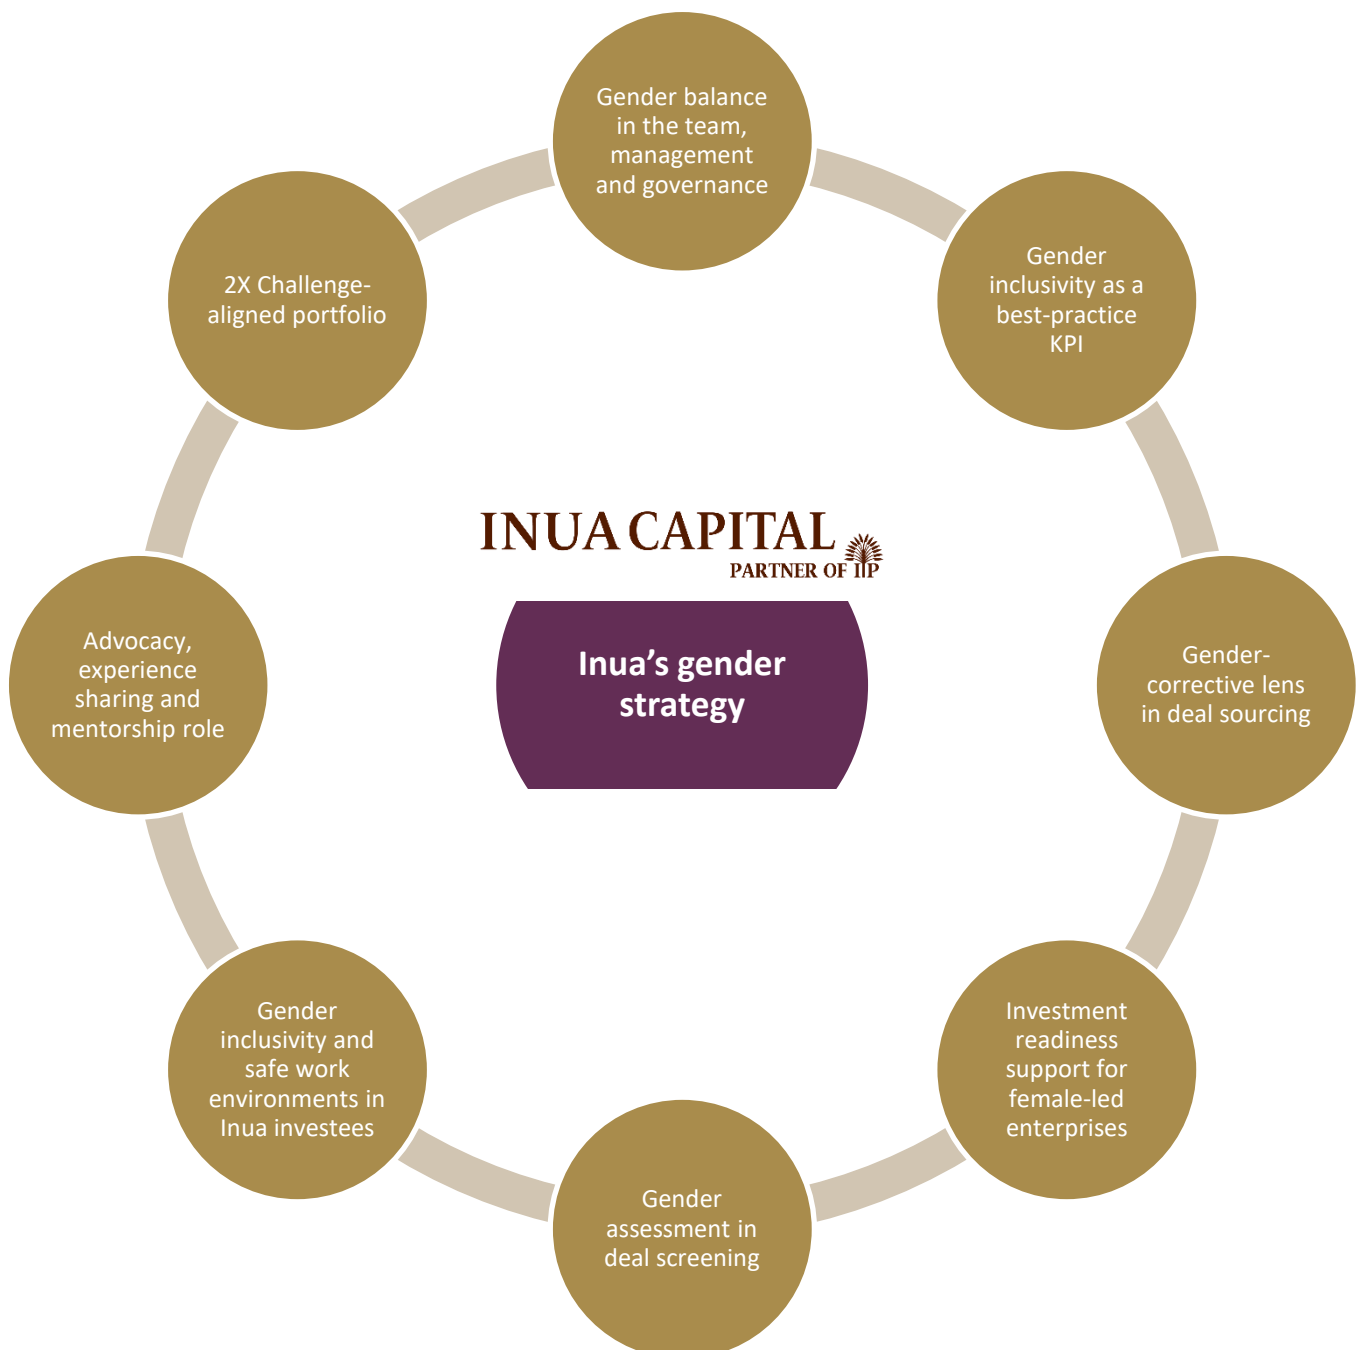 Gender balance
in the team,
management
and governance
Gender
inclusivity as a
best-practice
KPI
Gender-
corrective lens
in deal sourcing
Investment
readiness
support for
female-led
enterprises
Gender
assessment in
deal screening
Gender
inclusivity and
safe work
environments in
Inua investees
Advocacy,
experience
sharing and
mentorship role
2X Challenge-
aligned portfolio
INUA CAPITAL
PARTNER OF IIP
Inua’s gender
strategy